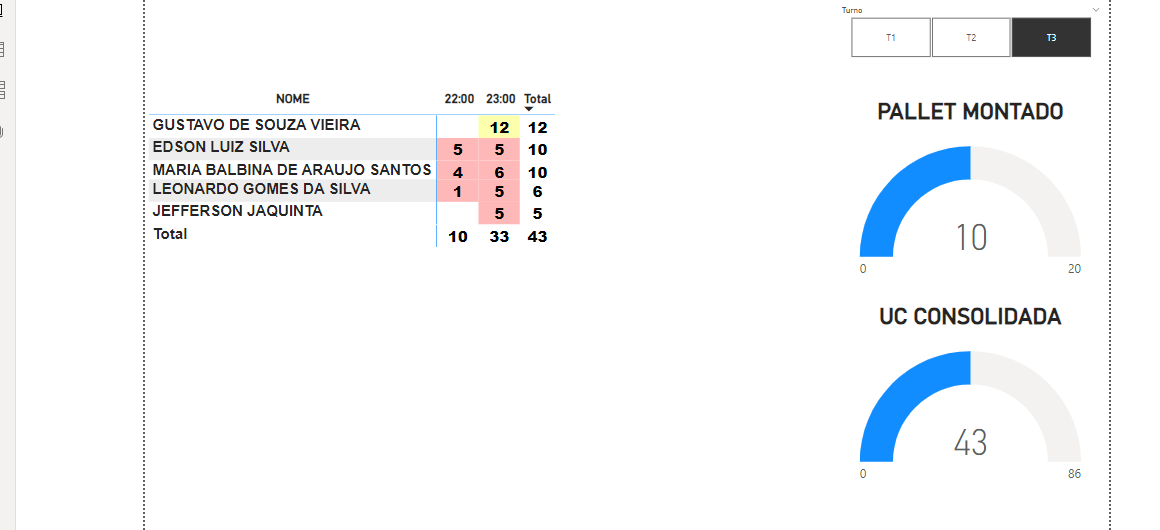 Turno
T1 T2 T3
NOME 22:00 23:00 Total
GUSTAVO DE SOUZA VIEIRA 12 12
EDSON LUIZ SILVA 5 5 10
MARIA BALBINA DE ARAUJO SANTOS 4 6 10
LEONARDO GOMES DA SILVA 1 5 6
JEFFERSON JAQUINTA 5 5
Total 10 33 43
PALLET MONTADO
10
0 20
UC CONSOLIDADA
43
0 86